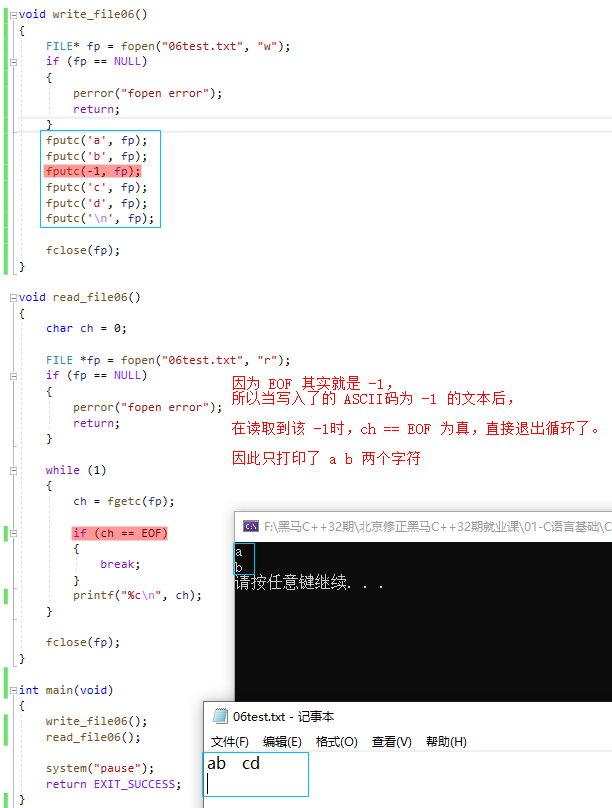 void write_file06()
{
FILE* fp = fopen("06test.txt", "w");
if (fp == NULL)
{
perror("fopen error");
return;
}
fputc('a', fp);
fputc('b', fp);
fputc(-1, fp);
fputc('c', fp);
fputc('d', fp);
fputc('\n', fp);
fclose(fp);
}
void read_file06()
{
char ch = 0;
FILE *fp = fopen("06test.txt", "r");
if (fp == NULL)
{
perror("fopen error");
return;
}
因为 EOF 其实就是 -1，
所以当写入了的 ASCII码为 -1 的文本后，
在读取到该 -1时，ch == EOF 为真，直接退出循环了。
因此只打印了 a b 两个字符
while (1)
{
ch = fgetc(fp);
if (ch == EOF)
{
break;
}
printf("%c\n", ch);
}
fclose(fp);
}
F:\黑马C++32期\北京修正黑马C++32期就业课\01-C语言基础\C
a
b
请按任意键继续. . .
int main(void)
{
write_file06();
read_file06();
system("pause");
return EXIT_SUCCESS;
}
06test.txt - 记事本
文件(F) 编辑(E) 格式(O) 查看(V) 帮助(H)
ab cd